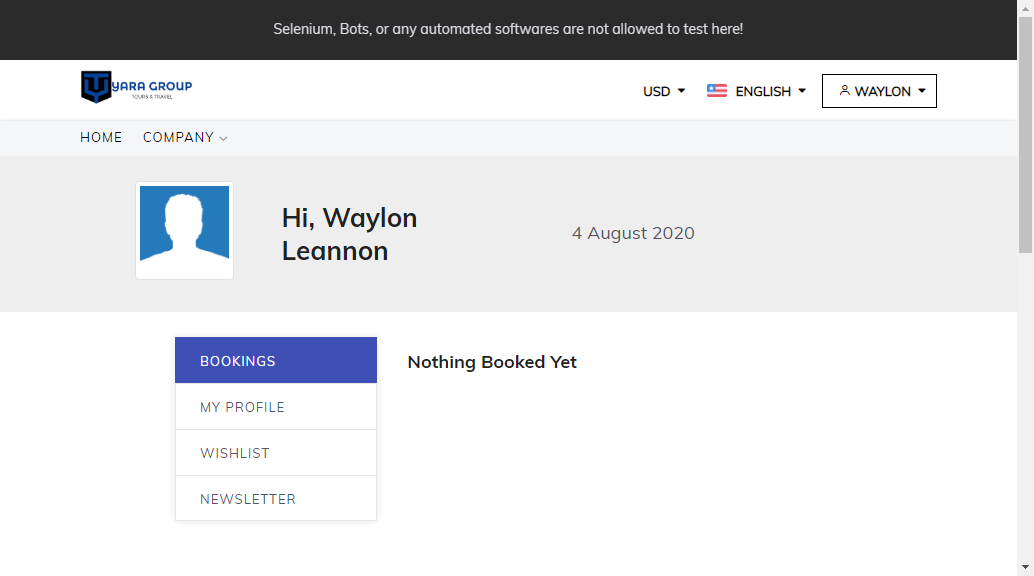 Selenium, Bots, or any automated softwares are not allowed to test here!
YARA GROUP
TOURS & TRAVEL
USD
ENGLISH
WAYLON
HOME
COMPANY
Hi, Waylon
Leannon
4 August 2020
BOOKINGS
Nothing Booked Yet
MY PROFILE
WISHLIST
NEWSLETTER